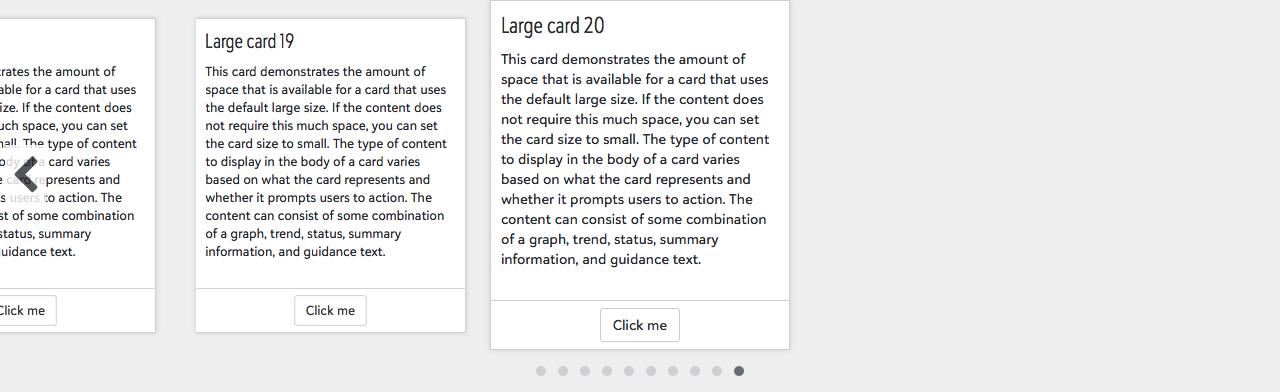 rates the amount of
able for a card that uses
ize. If the content does
uch space, you can set
all. The type of content
ody of a card varies
e card represents and
s users to action. The
st of some combination
status, summary
uidance text.
Click me
Large card 19
This card demonstrates the amount of
space that is available for a card that uses
the default large size. If the content does
not require this much space, you can set
the card size to small. The type of content
to display in the body of a card varies
based on what the card represents and
whether it prompts users to action. The
content can consist of some combination
of a graph, trend, status, summary
information, and guidance text.
Click me
Large card 20
This card demonstrates the amount of
space that is available for a card that uses
the default large size. If the content does
not require this much space, you can set
the card size to small. The type of content
to display in the body of a card varies
based on what the card represents and
whether it prompts users to action. The
content can consist of some combination
of a graph, trend, status, summary
information, and guidance text.
Click me